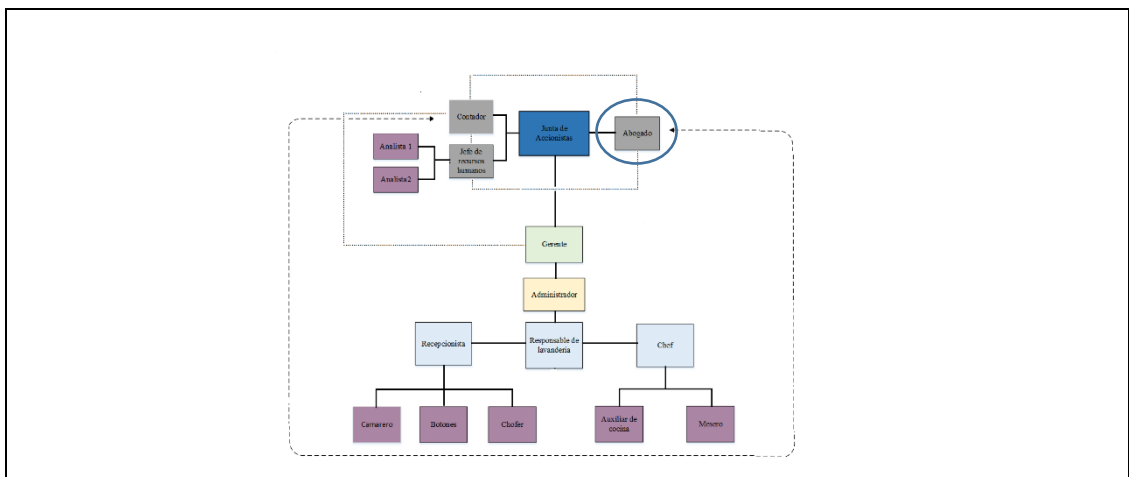 Contador
Junta de
Accionistas
Abogado
Analista 1
Jefe de
recursos
humanos
Analista2
Gerente
Administrador
Recepcionista
Responsable de
lavandería
Chef
Camarero
Botones
Chofer
Auxiliar de
cocina
Mesero